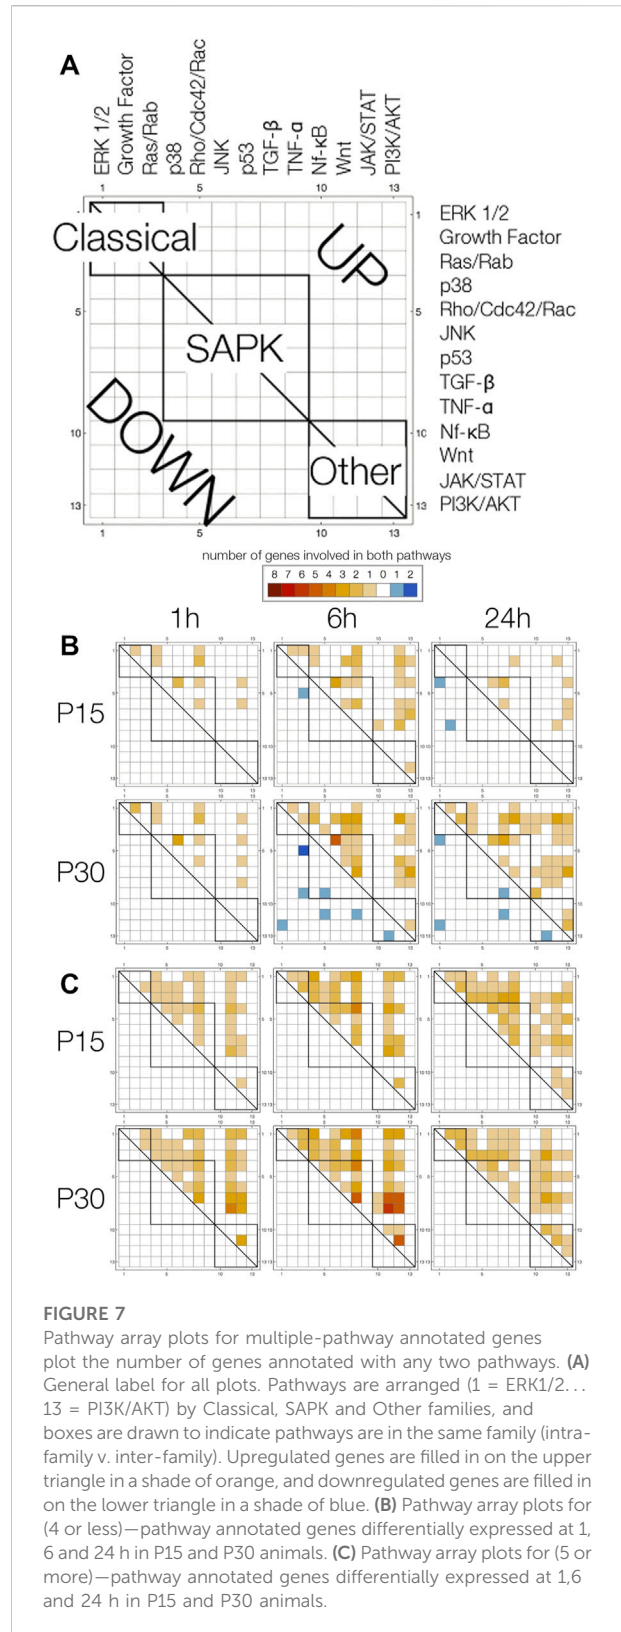 A
ERK 1/2
Growth Factor
Ras/Rab
p38
Rho/Cdc42/Rac
JNK
p53
TGF-β
TNF-α
Nf-κB
Wnt
JAK/STAT
PI3K/AKT
1 5 10 13
Classical
SAPK
Other
UP
DOWN
1
5
10
13
1
5
10
13
ERK 1/2
Growth Factor
Ras/Rab
p38
Rho/Cdc42/Rac
JNK
p53
TGF-β
TNF-α
Nf-κB
Wnt
JAK/STAT
PI3K/AKT
1 5 10 13
number of genes involved in both pathways
8 7 6 5 4 3 2 1 0 1 2
1h 6h 24h
B
P15
P30
C
P15
P30
FIGURE 7
Pathway array plots for multiple-pathway annotated genes
plot the number of genes annotated with any two pathways. (A)
General label for all plots. Pathways are arranged (1 = ERK1/2...
13 = PI3K/AKT) by Classical, SAPK and Other families, and
boxes are drawn to indicate pathways are in the same family (intra-
family v. inter-family). Upregulated genes are filled in on the upper
triangle in a shade of orange, and downregulated genes are filled in
on the lower triangle in a shade of blue. (B) Pathway array plots for
(4 or less)—pathway annotated genes differentially expressed at 1,
6 and 24 h in P15 and P30 animals. (C) Pathway array plots for (5 or
more)—pathway annotated genes differentially expressed at 1,6
and 24 h in P15 and P30 animals.